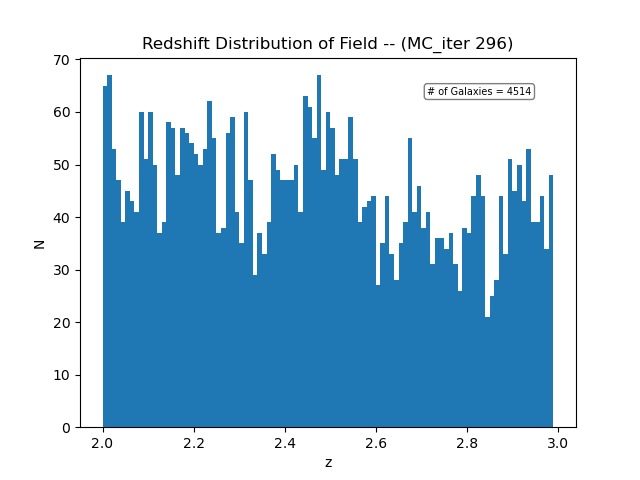 Redshift Distribution of Field -- (MC_iter 296)
# of Galaxies = 4514
70
60
50
40
30
20
10
0
N
2.0 2.2 2.4 2.6 2.8 3.0
z